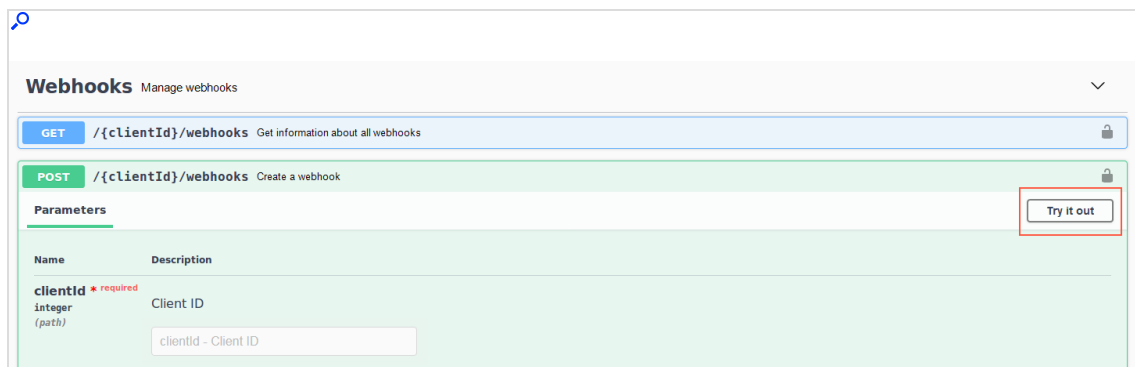 Webhooks Manage webhooks
GET /{clientId}/webhooks Get information about all webhooks
POST /{clientId}/webhooks Create a webhook
Parameters
Try it out
Name Description
clientId * required
integer
(path)
Client ID
clientId - Client ID